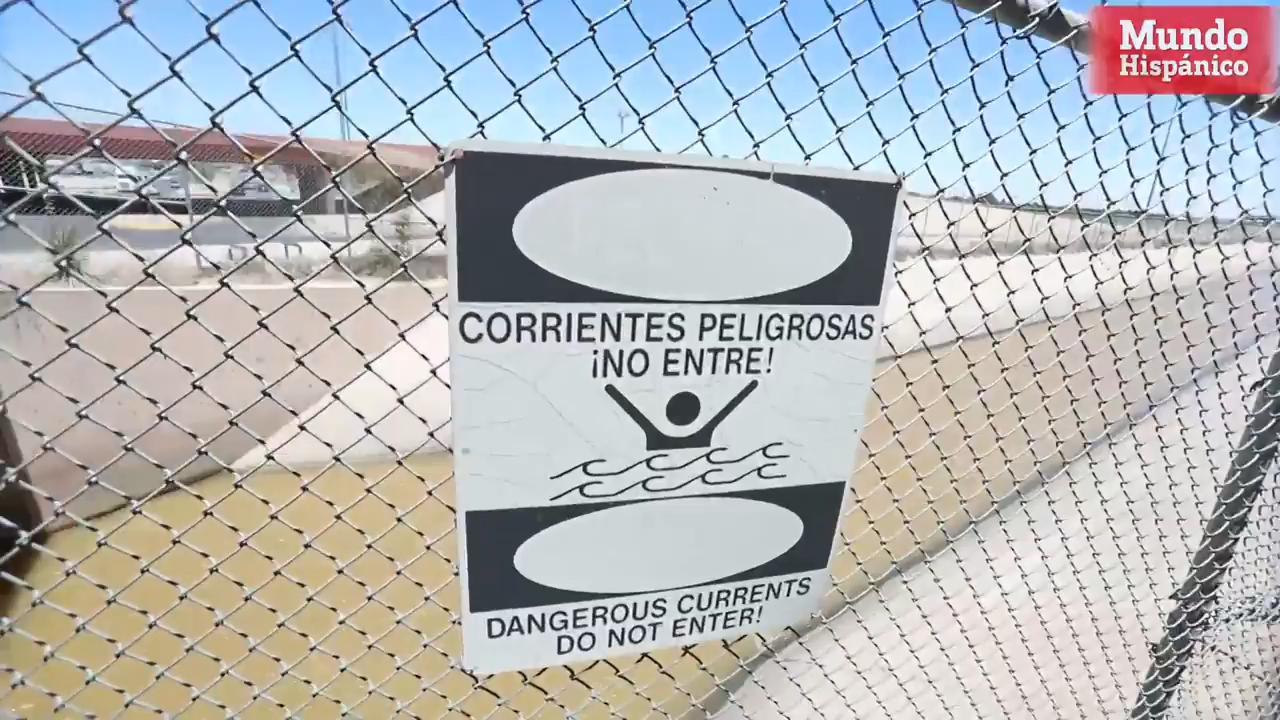 Mundo
Hispánico
CORRIENTES PELIGROSAS
¡NO ENTRE!
DANGEROUS CURRENTS
DO NOT ENTER!